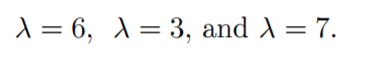 λ = 6, λ = 3, and λ = 7.